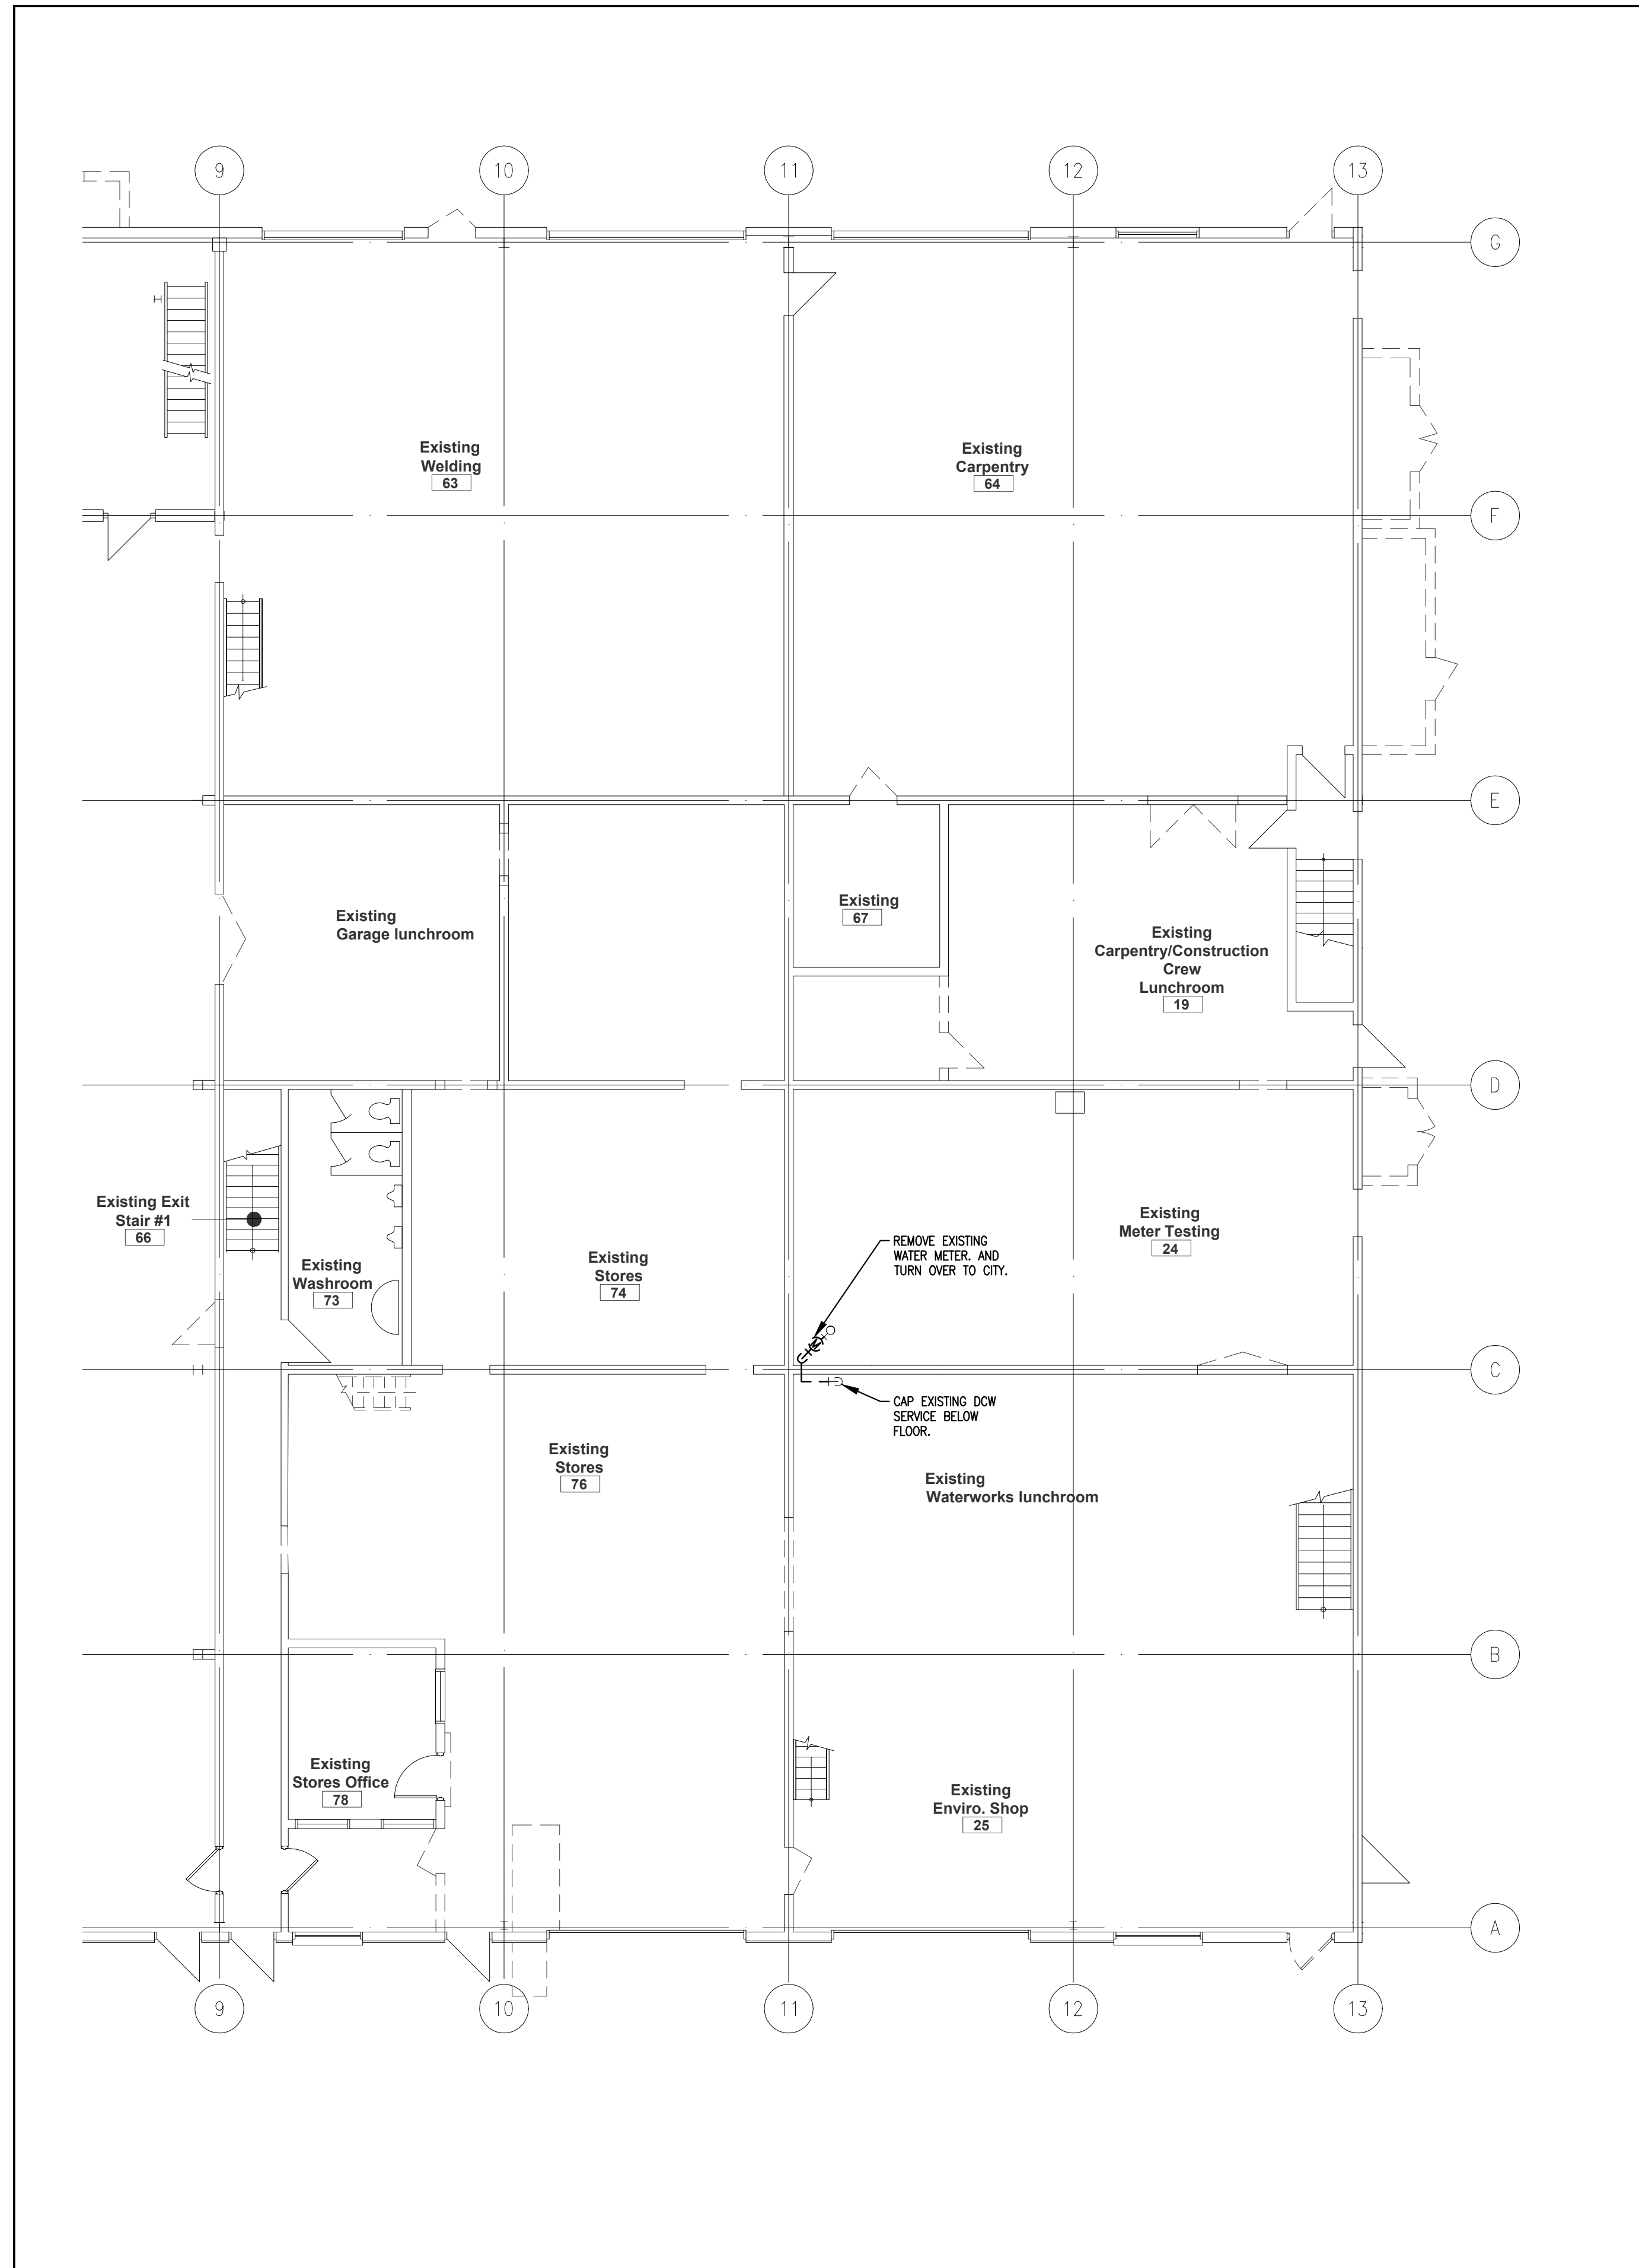 9
10
11
12
13
G
Existing
Welding
63
Existing
Carpentry
64
F
E
Existing
Garage lunchroom
Existing
67
Existing
Carpentry/Construction
Crew
Lunchroom
19
D
Existing Exit
Stair #1
66
Existing
Washroom
73
Existing
Stores
74
REMOVE EXISTING
WATER METER. AND
TURN OVER TO CITY.
Existing
Meter Testing
24
C
CAP EXISTING DCW
SERVICE BELOW
FLOOR.
Existing
Stores
76
Existing
Waterworks lunchroom
B
Existing
Stores Office
78
Existing
Enviro. Shop
25
A
9
10
11
12
13